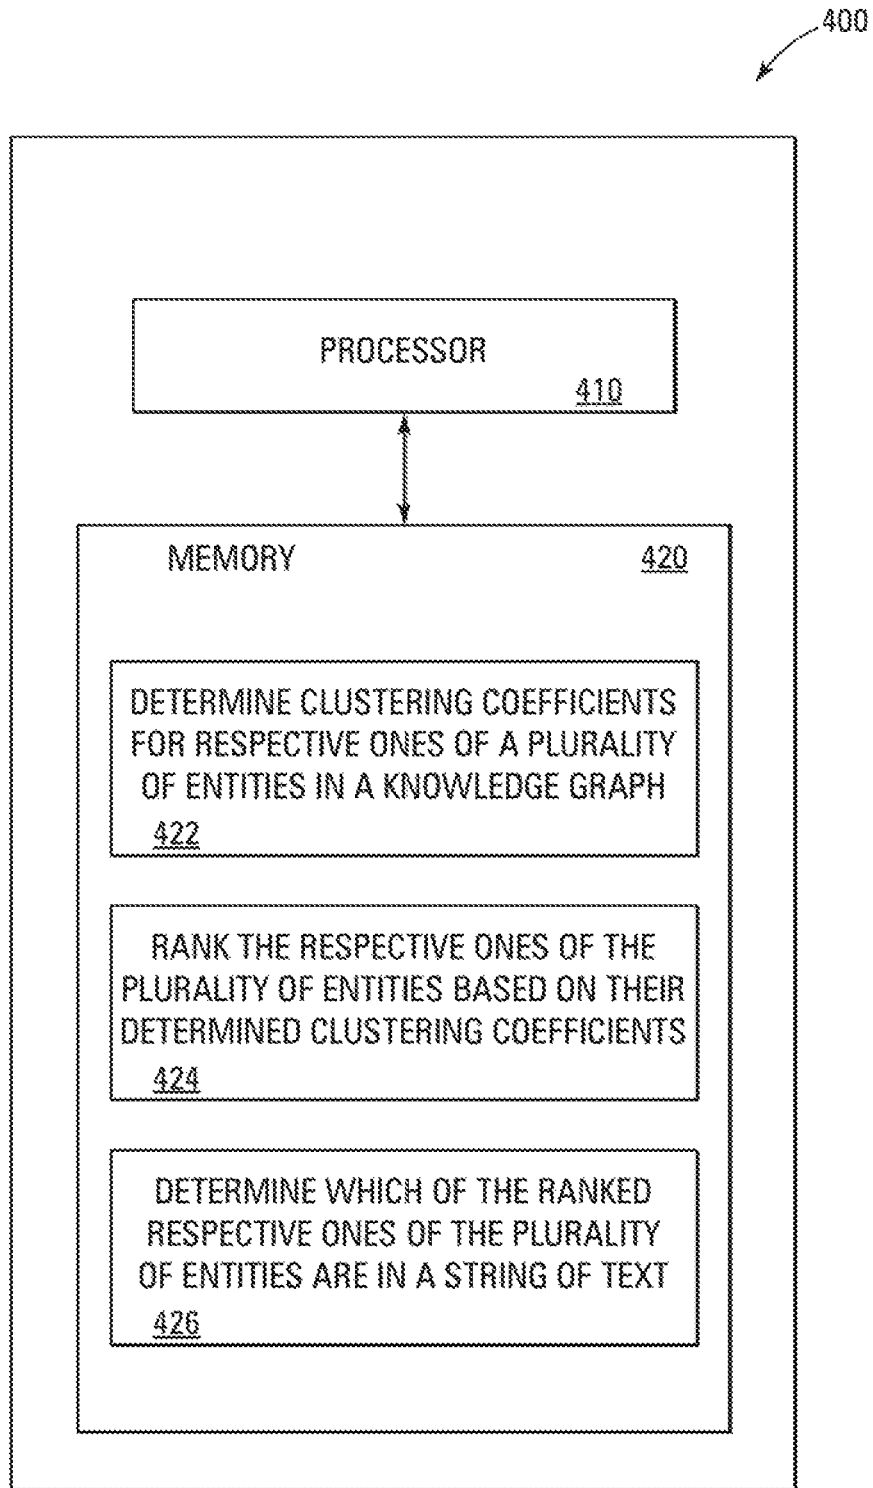 400
PROCESSOR
410
MEMORY 420
DETERMINE CLUSTERING COEFFICIENTS
FOR RESPECTIVE ONES OF A PLURALITY
OF ENTITIES IN A KNOWLEDGE GRAPH
422
RANK THE RESPECTIVE ONES OF THE
PLURALITY OF ENTITIES BASED ON THEIR
DETERMINED CLUSTERING COEFFICIENTS
424
DETERMINE WHICH OF THE RANKED
RESPECTIVE ONES OF THE PLURALITY
OF ENTITIES ARE IN A STRING OF TEXT
426